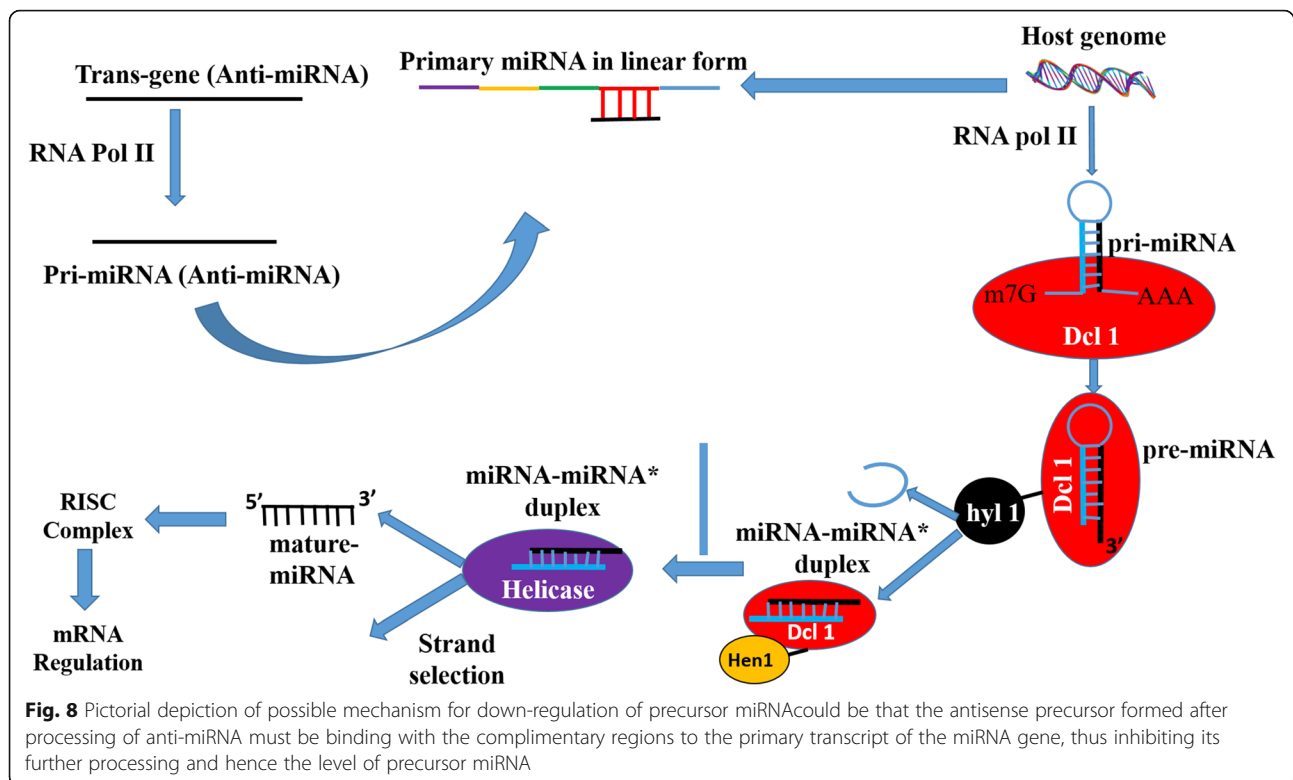 Trans-gene (Anti-miRNA)
RNA Pol II
Pri-miRNA (Anti-miRNA)
Primary miRNA in linear form
Host genome
RNA pol II
pri-miRNA
m7G
AAA
Dcl 1
pre-miRNA
Dcl 1
3’
hyl 1
miRNA-miRNA*
duplex
Dcl 1
Hen1
miRNA-miRNA*
duplex
Helicase
Strand
selection
5’
3’
mature-
miRNA
RISC
Complex
mRNA
Regulation
Fig. 8 Pictorial depiction of possible mechanism for down-regulation of precursor miRNAcould be that the antisense precursor formed after
processing of anti-miRNA must be binding with the complimentary regions to the primary transcript of the miRNA gene, thus inhibiting its
further processing and hence the level of precursor miRNA